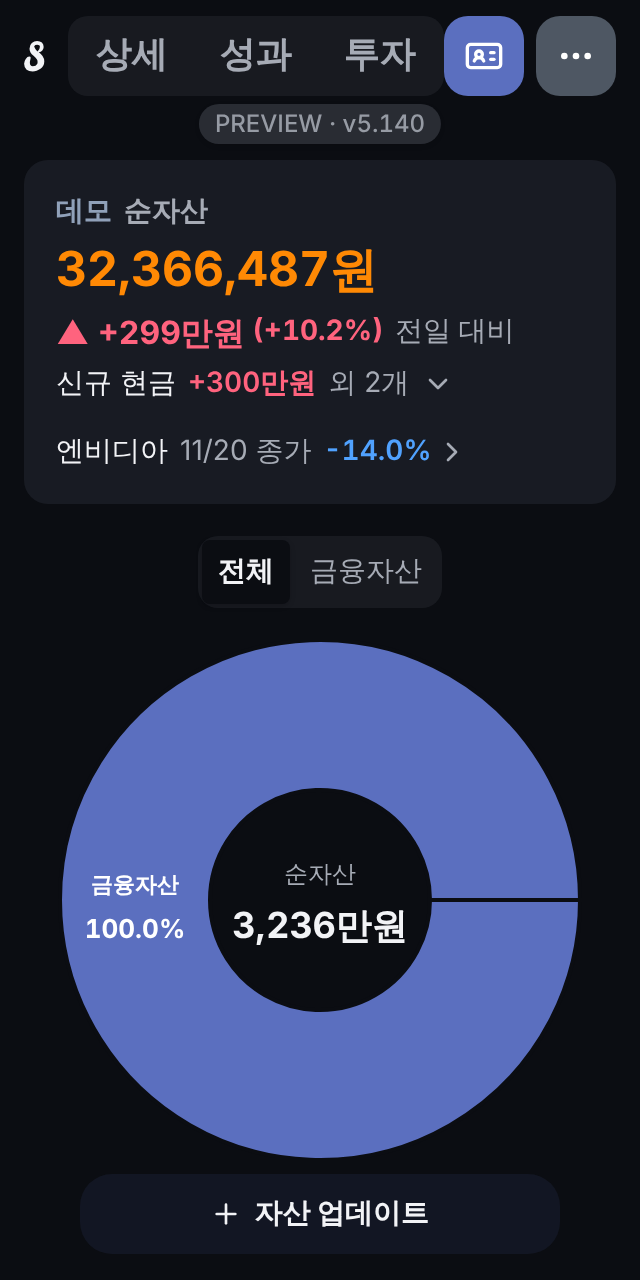 S
상세 성과 투자
PREVIEW · v5.140
데모 순자산
32,366,487원
▲ +299만원 (+10.2%) 전일 대비
신규 현금 +300만원 외 2개
엔비디아 11/20 종가 -14.0%
전체 금융자산
순자산
3,236만원
금융자산
100.0%
+ 자산 업데이트